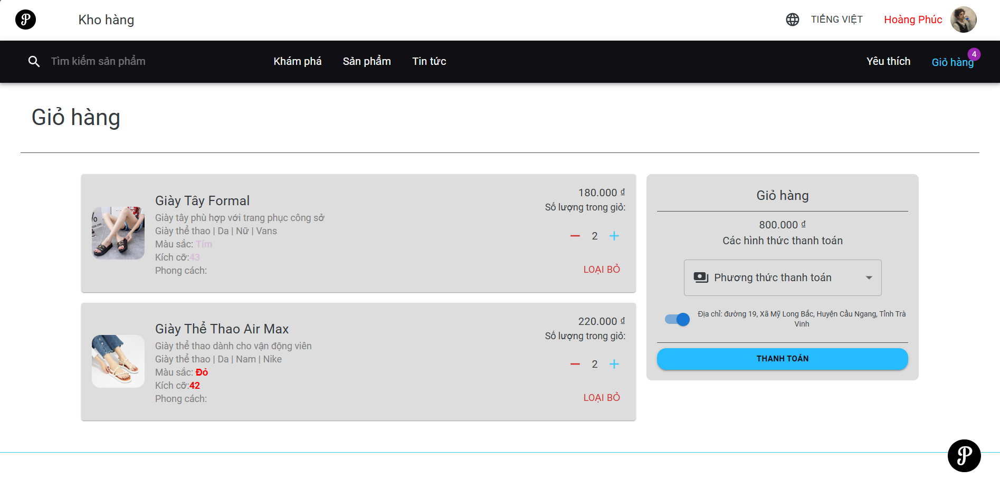 P
Kho hàng
TIẾNG VIỆT
Hoàng Phúc
Tìm kiếm sản phẩm
Khám phá
Sản phẩm
Tin tức
Yêu thích
Giỏ hàng
4
Giỏ hàng
Giày Tây Formal
Giày tây phù hợp với trang phục công sở
Giày thể thao | Da | Nữ | Vans
Màu sắc: Tím
Kích cỡ:43
Phong cách:
180.000 ₫
Số lượng trong giỏ:
2
LOẠI BỎ
Giày Thể Thao Air Max
Giày thể thao dành cho vận động viên
Giày thể thao | Da | Nam | Nike
Màu sắc: Đỏ
Kích cỡ:42
Phong cách:
220.000 ₫
Số lượng trong giỏ:
2
LOẠI BỎ
Giỏ hàng
800.000 ₫
Các hình thức thanh toán
Phương thức thanh toán
Địa chỉ: đường 19, Xã Mỹ Long Bắc, Huyện Cầu Ngang, Tỉnh Trà
Vinh
THANH TOÁN
P